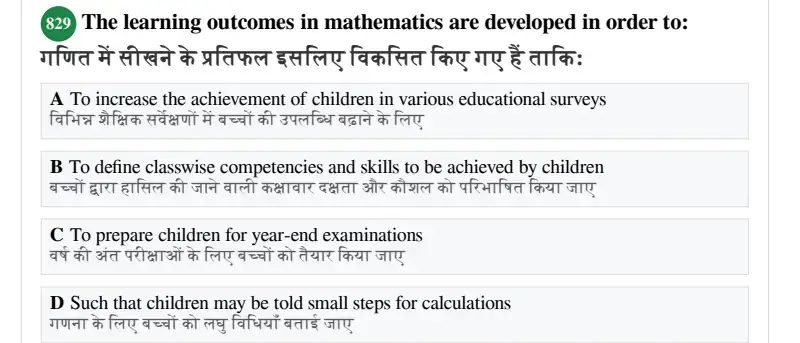 829 The learning outcomes in mathematics are developed in order to:
गणित में सीखने के प्रतिफल इसलिए विकसित किए गए हैं ताकि:
A To increase the achievement of children in various educational surveys
विभिन्न शैक्षिक सर्वेक्षणों में बच्चों की उपलब्धि बढ़ाने के लिए
B To define classwise competencies and skills to be achieved by children
बच्चों द्वारा हासिल की जाने वाली कक्षावार दक्षता और कौशल को परिभाषित किया जाए
C To prepare children for year-end examinations
वर्ष की अंत परीक्षाओं के लिए बच्चों को तैयार किया जाए
D Such that children may be told small steps for calculations
गणना के लिए बच्चों को लघु विधियाँ बताई जाए